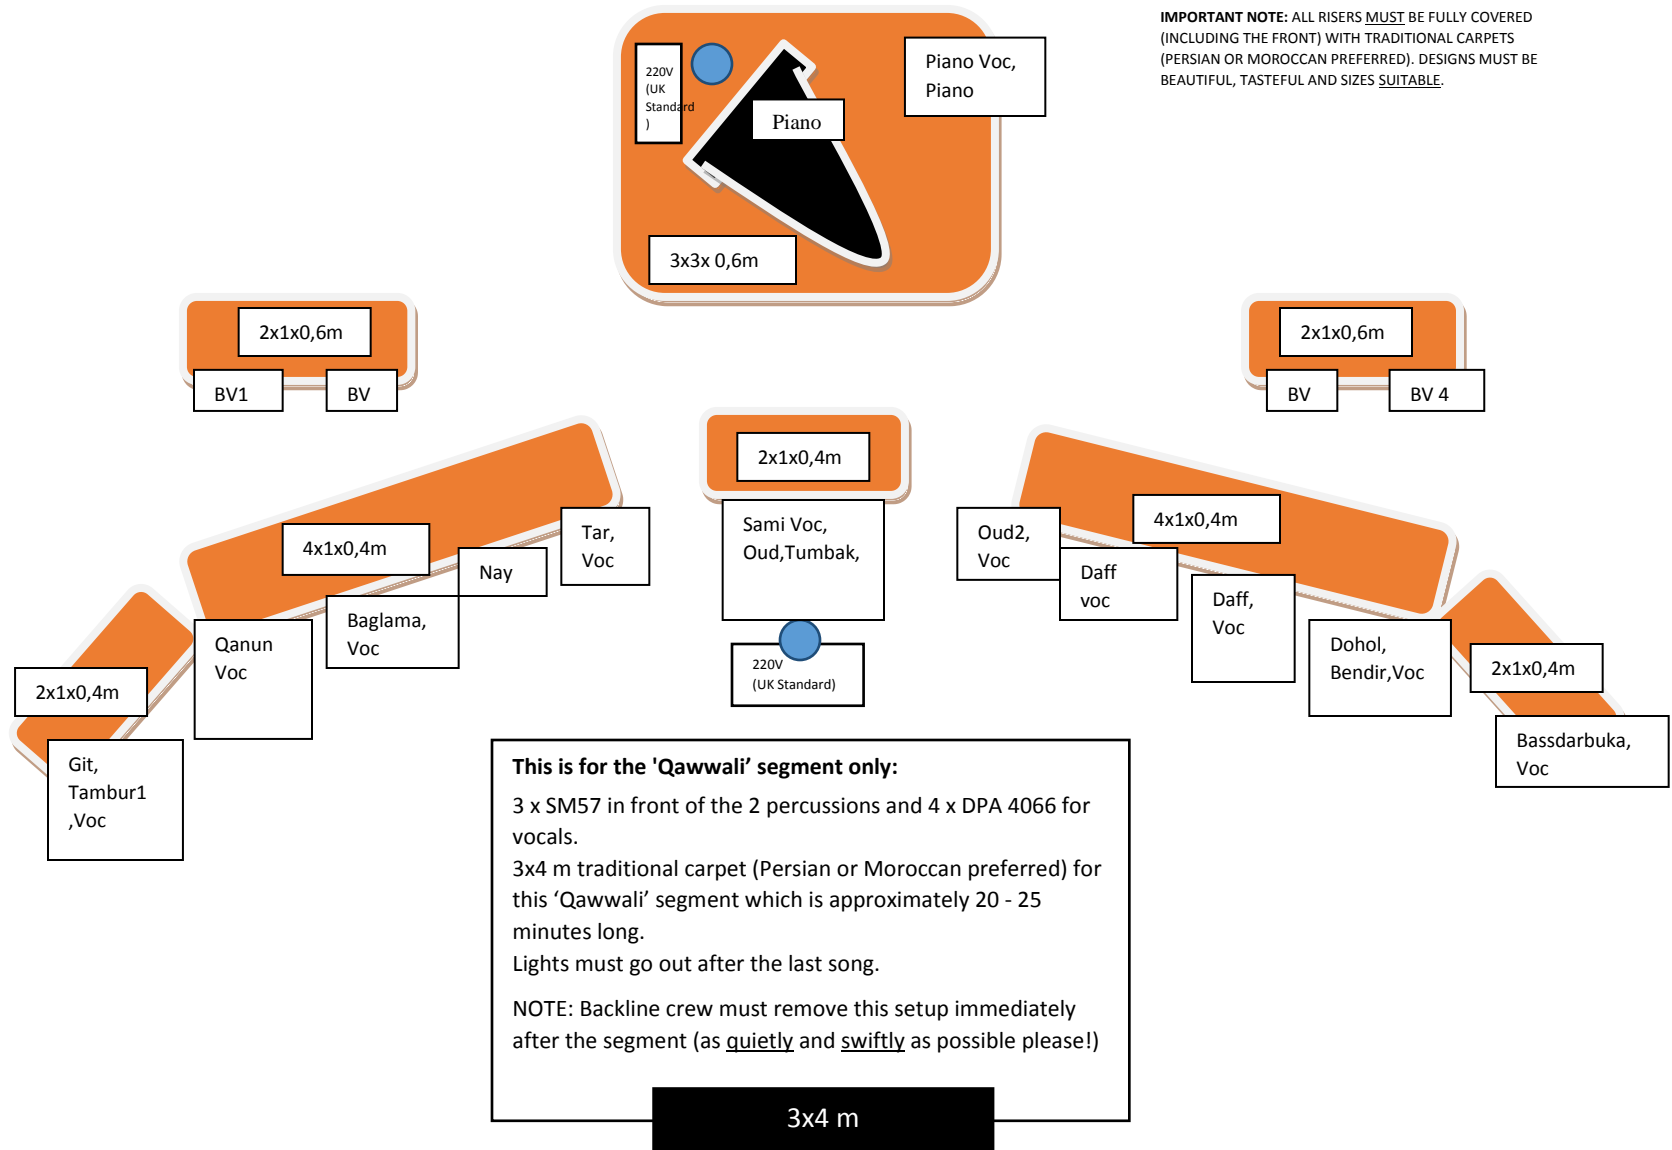 IMPORTANT NOTE: ALL RISERS MUST BE FULLY COVERED
(INCLUDING THE FRONT) WITH TRADITIONAL CARPETS
(PERSIAN OR MOROCCAN PREFERRED). DESIGNS MUST BE
BEAUTIFUL, TASTEFUL AND SIZES SUITABLE.
220V
(UK
Standard
)
Piano Voc,
Piano
Piano
3x3x 0,6m
2x1x0,6m
BV1
BV
2x1x0,6m
BV
BV 4
2x1x0,4m
Sami Voc,
Oud,Tumbak,
220V
(UK Standard)
4x1x0,4m
Tar,
Voc
Nay
Baglama,
Voc
Qanun
Voc
2x1x0,4m
Git,
Tambur1
,Voc
4x1x0,4m
Oud2,
Voc
Daff
voc
Daff,
Voc
Dohol,
Bendir,Voc
2x1x0,4m
Bassdarbuka,
Voc
This is for the 'Qawwali’ segment only:
3 x SM57 in front of the 2 percussions and 4 x DPA 4066 for
vocals.
3x4 m traditional carpet (Persian or Moroccan preferred) for
this ‘Qawwali’ segment which is approximately 20 - 25
minutes long.
Lights must go out after the last song.
NOTE: Backline crew must remove this setup immediately
after the segment (as quietly and swiftly as possible please!)
3x4 m